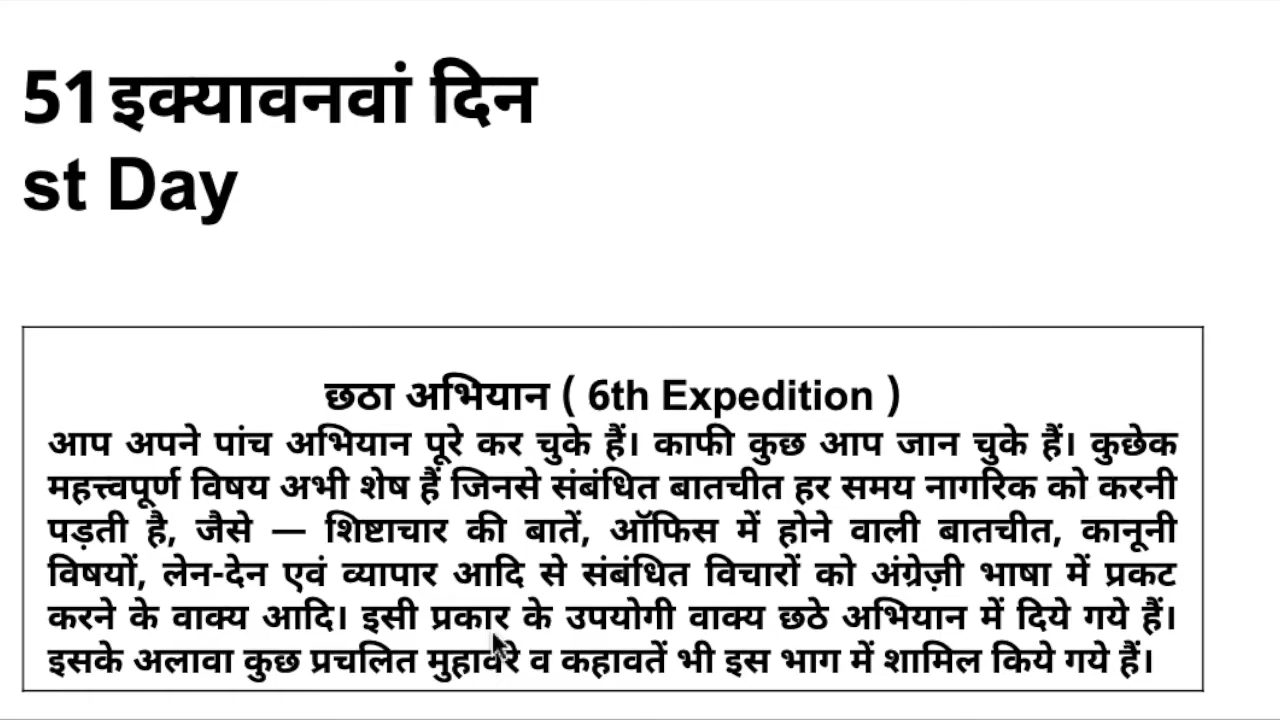 51 इक्यावनवां दिन
st Day
छठा अभियान ( 6th Expedition )
आप अपने पांच अभियान पूरे कर चुके हैं। काफी कुछ आप जान चुके हैं। कुछेक
महत्त्वपूर्ण विषय अभी शेष हैं जिनसे संबंधित बातचीत हर समय नागरिक को करनी
पड़ती है, जैसे — शिष्टाचार की बातें, ऑफिस में होने वाली बातचीत, कानूनी
विषयों, लेन-देन एवं व्यापार आदि से संबंधित विचारों को अंग्रेज़ी भाषा में प्रकट
करने के वाक्य आदि। इसी प्रकार के उपयोगी वाक्य छठे अभियान में दिये गये हैं।
इसके अलावा कुछ प्रचलित मुहावरे व कहावतें भी इस भाग में शामिल किये गये हैं।